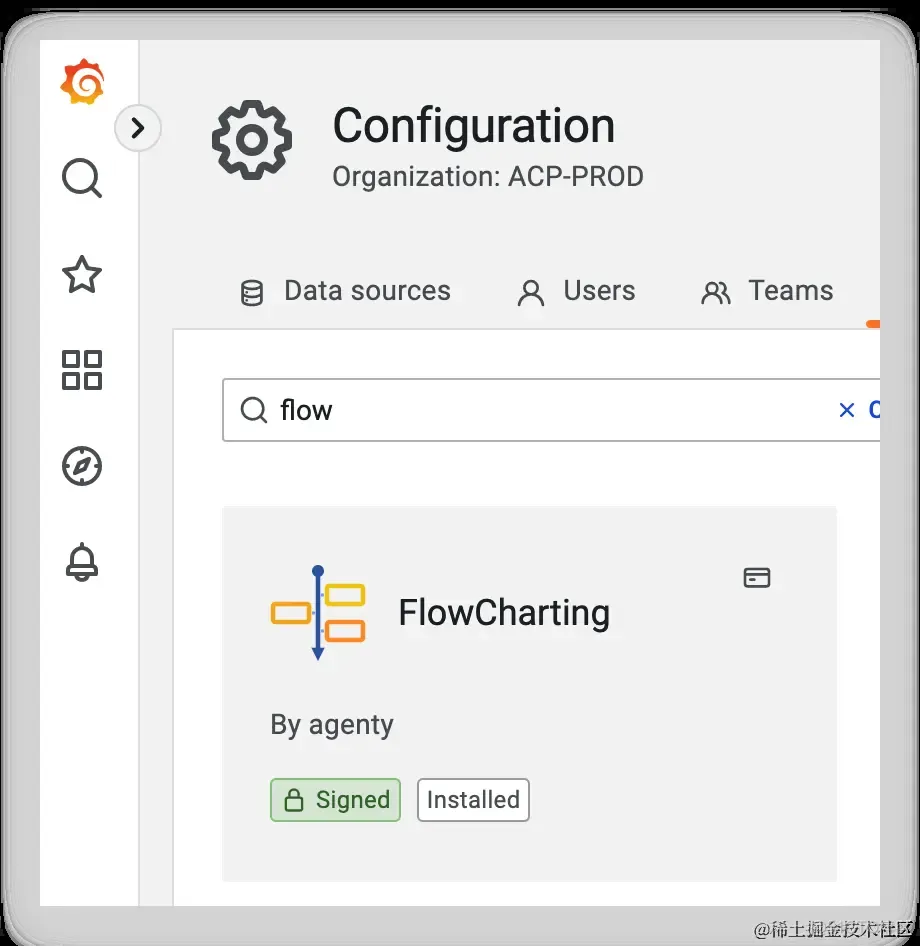 Configuration
Organization: ACP-PROD
Data sources
Users
Teams
flow
FlowCharting
By agenty
Signed
Installed
@稀土掘金技术社区